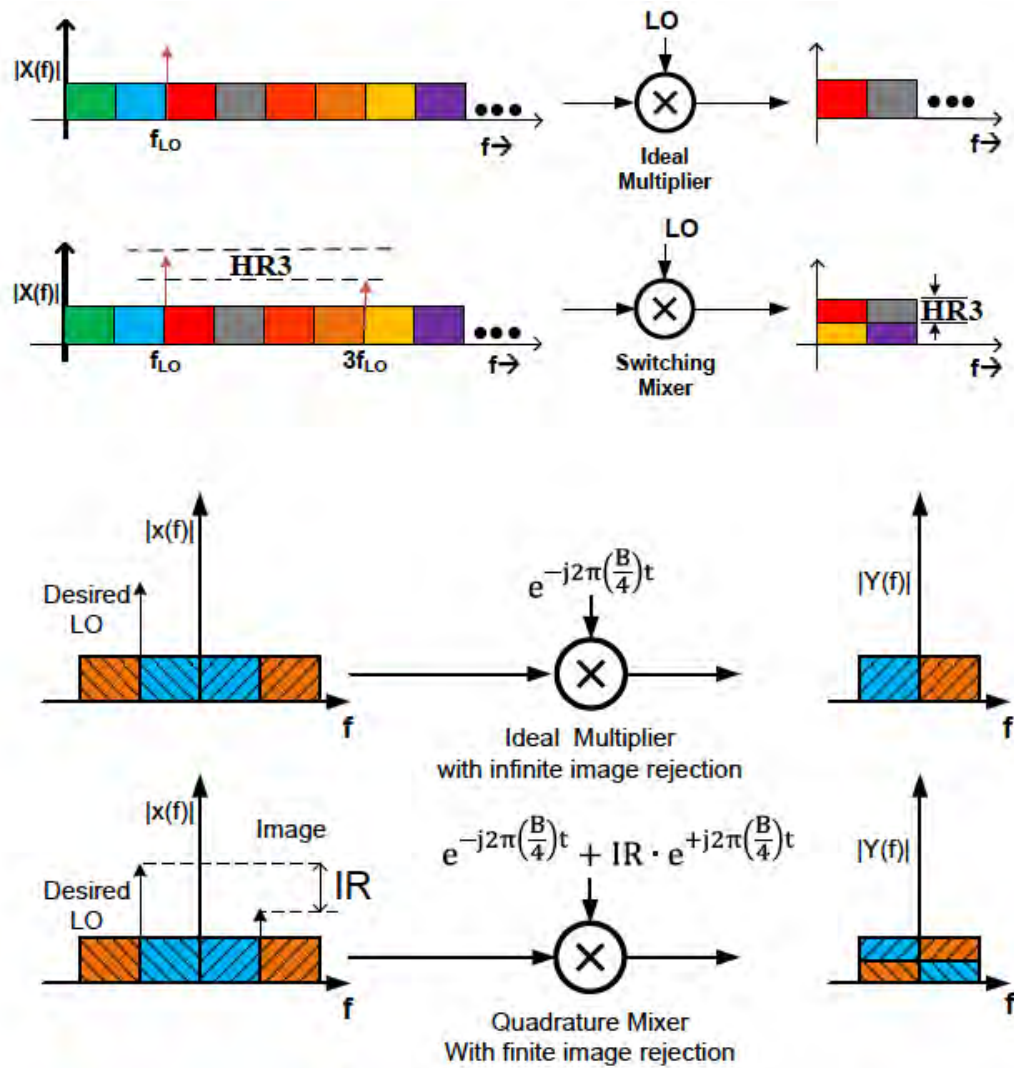 |X(f)|
f_LO
f→
LO
Ideal
Multiplier
f→
HR3
|X(f)|
f_LO
3f_LO
f→
LO
Switching
Mixer
HR3
f→
|x(f)|
Desired
LO
f
e^{-j2π(B/4)t}
Ideal Multiplier
with infinite image rejection
|Y(f)|
f
|x(f)|
Image
Desired
LO
IR
f
e^{-j2π(B/4)t} + IR · e^{+j2π(B/4)t}
Quadrature Mixer
With finite image rejection
|Y(f)|
f